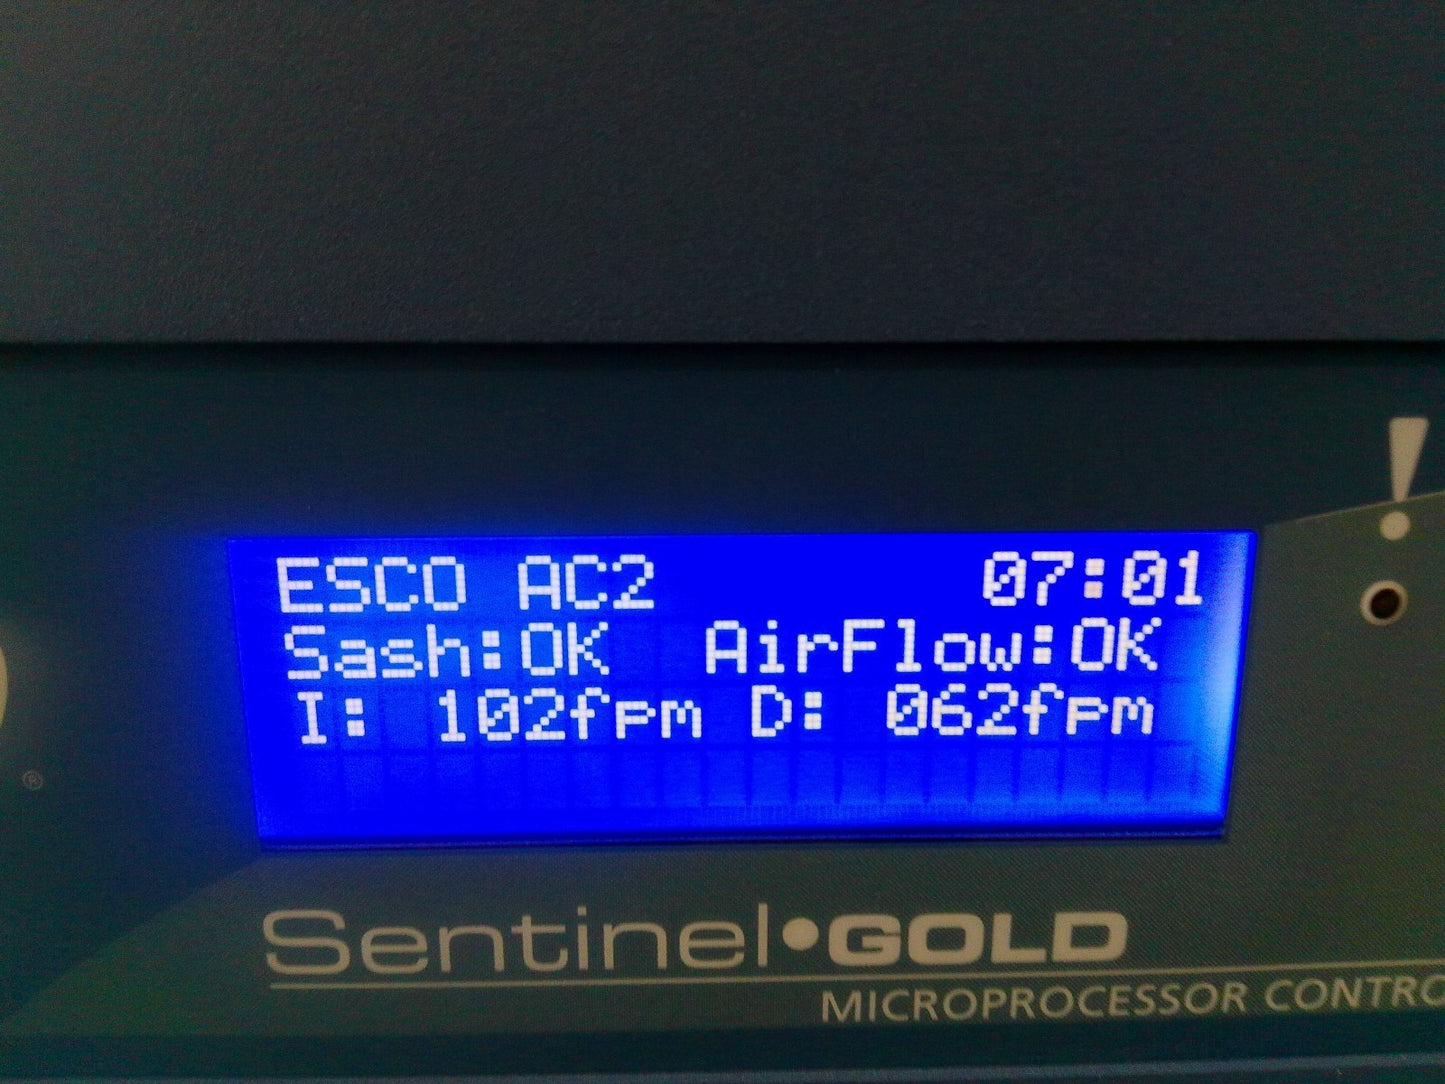 ESCO AC2 07:01
Sash:OK AirFlow:OK
I: 102fpm D: 062fpm
!
®
Sentinel•GOLD
MICROPROCESSOR